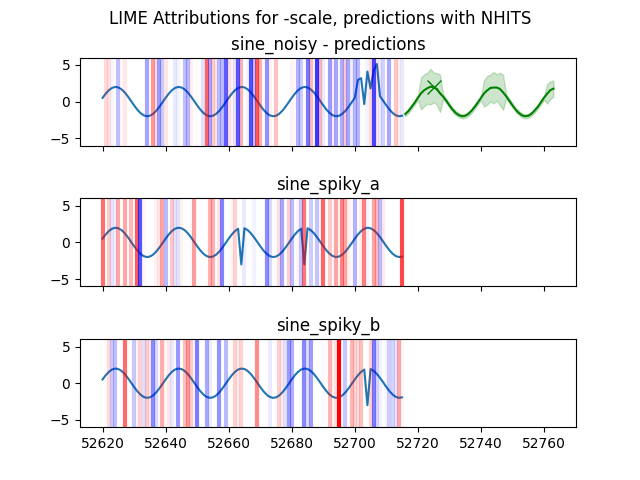 LIME Attributions for -scale, predictions with NHITS
sine_noisy - predictions
5
0
−5
sine_spiky_a
5
0
−5
sine_spiky_b
5
0
−5
52620 52640 52660 52680 52700 52720 52740 52760